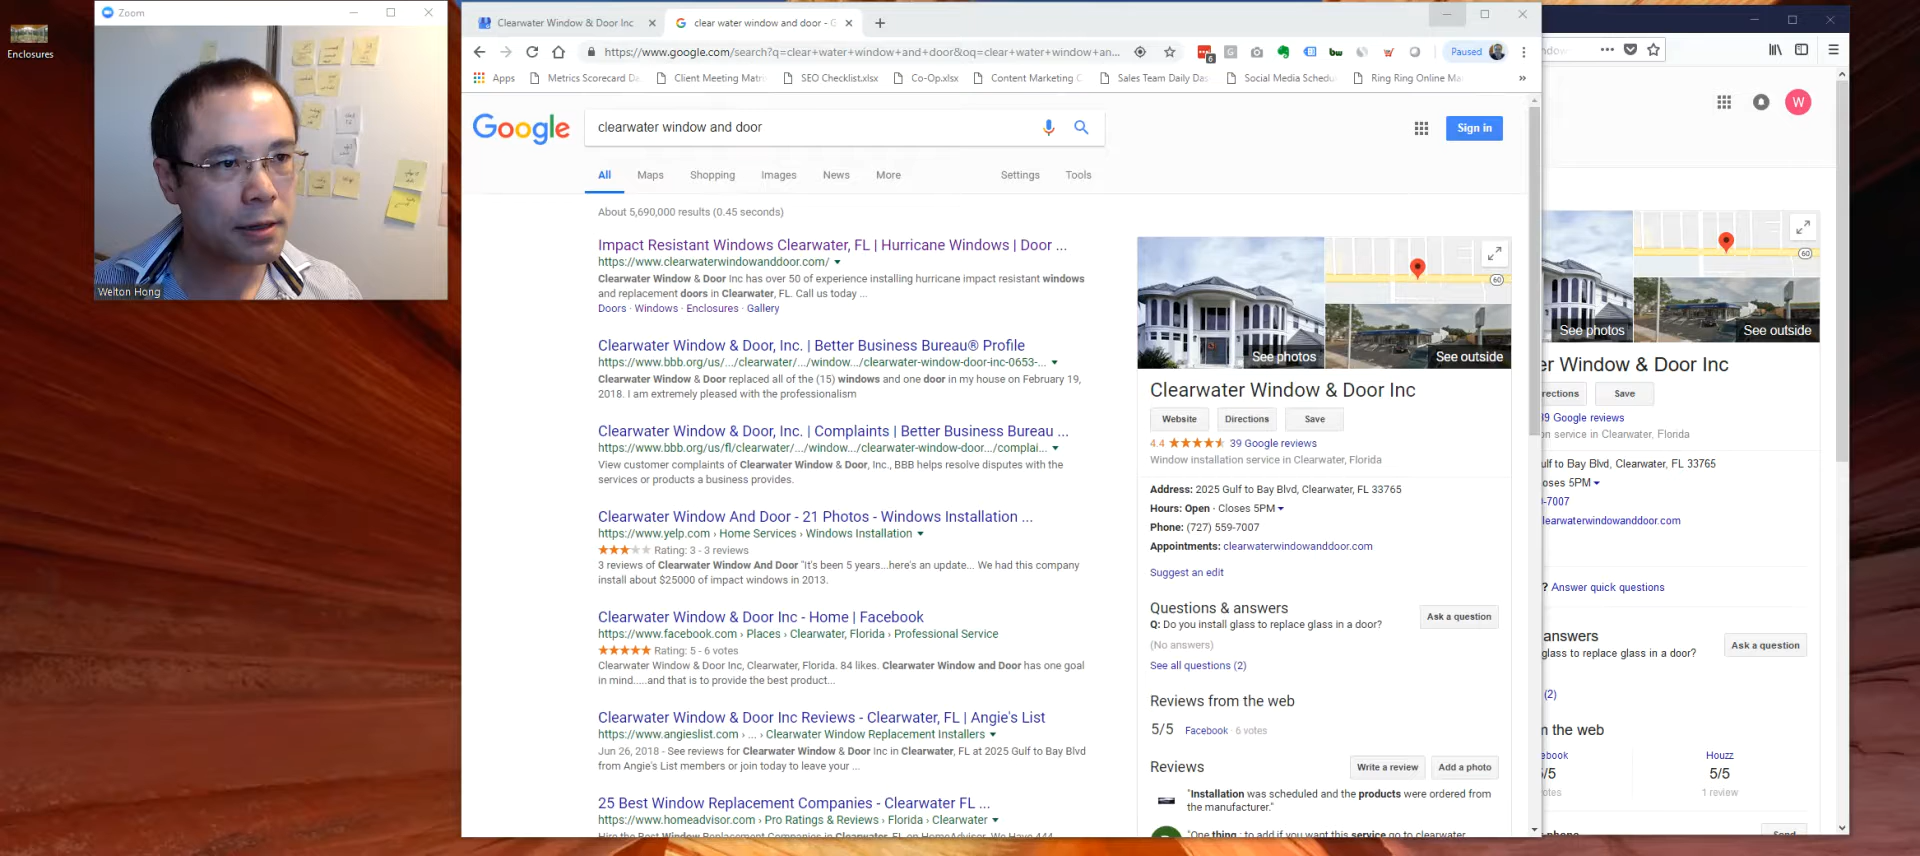 Enclosures
Zoom
Welton Hong
Clearwater Window & Door Inc
clear water window and door - G
https://www.google.com/search?q=clear+water+window+and+door&oq=clear+water+window+an...
6
Paused
Apps
Metrics Scorecard Da
Client Meeting Matr
SEO Checklist.xlsx
Co-Op.xlsx
Content Marketing C
Sales Team Daily Das
Social Media Schedu
Ring Ring Online Ma
»
Google
clearwater window and door
Sign in
All
Maps
Shopping
Images
News
More
Settings
Tools
About 5,690,000 results (0.45 seconds)
Impact Resistant Windows Clearwater, FL | Hurricane Windows | Door ...
https://www.clearwaterwindowanddoor.com/
Clearwater Window & Door Inc has over 50 of experience installing hurricane impact resistant windows
and replacement doors in Clearwater, FL. Call us today ...
Doors · Windows · Enclosures · Gallery
Clearwater Window & Door, Inc. | Better Business Bureau® Profile
https://www.bbb.org/us/.../clearwater/.../window.../clearwater-window-door-inc-0653-...
Clearwater Window & Door replaced all of the (15) windows and one door in my house on February 19,
2018. I am extremely pleased with the professionalism
Clearwater Window & Door, Inc. | Complaints | Better Business Bureau ...
https://www.bbb.org/us/fl/clearwater/.../window.../clearwater-window-door.../complai...
View customer complaints of Clearwater Window & Door, Inc., BBB helps resolve disputes with the
services or products a business provides.
Clearwater Window And Door - 21 Photos - Windows Installation ...
https://www.yelp.com › Home Services › Windows Installation
Rating: 3 - 3 reviews
3 reviews of Clearwater Window And Door "It's been 5 years...here's an update... We had this company
install about $25000 of impact windows in 2013.
Clearwater Window & Door Inc - Home | Facebook
https://www.facebook.com › Places › Clearwater, Florida › Professional Service
Rating: 5 - 6 votes
Clearwater Window & Door Inc, Clearwater, Florida. 84 likes. Clearwater Window and Door has one goal
in mind.....and that is to provide the best product...
Clearwater Window & Door Inc Reviews - Clearwater, FL | Angie's List
https://www.angieslist.com › ... › Clearwater Window Replacement Installers
Jun 26, 2018 - See reviews for Clearwater Window & Door Inc in Clearwater, FL at 2025 Gulf to Bay Blvd
from Angie's List members or join today to leave your ...
25 Best Window Replacement Companies - Clearwater FL ...
https://www.homeadvisor.com › Pro Ratings & Reviews › Florida › Clearwater
Hire the Best Window Replacement Companies in Clearwater, FL on HomeAdvisor. We Have 444
See photos
60
See outside
Clearwater Window & Door Inc
Website
Directions
Save
4.4
39 Google reviews
Window installation service in Clearwater, Florida
Address: 2025 Gulf to Bay Blvd, Clearwater, FL 33765
Hours: Open · Closes 5PM
Phone: (727) 559-7007
Appointments: clearwaterwindowanddoor.com
Suggest an edit
Questions & answers
Ask a question
Q: Do you install glass to replace glass in a door?
(No answers)
See all questions (2)
Reviews from the web
5/5 Facebook · 6 votes
Reviews
Write a review
Add a photo
"Installation was scheduled and the products were ordered from
the manufacturer."
"One thing : to add if you want this service go to clearwater
W
See photos
60
See outside
er Window & Door Inc
rections
Save
39 Google reviews
on service in Clearwater, Florida
ulf to Bay Blvd, Clearwater, FL 33765
oses 5PM
-7007
learwaterwindowanddoor.com
? Answer quick questions
answers
Ask a question
glass to replace glass in a door?
(2)
m the web
ebook
Houzz
5/5
5/5
otes
1 review
-phone
Send